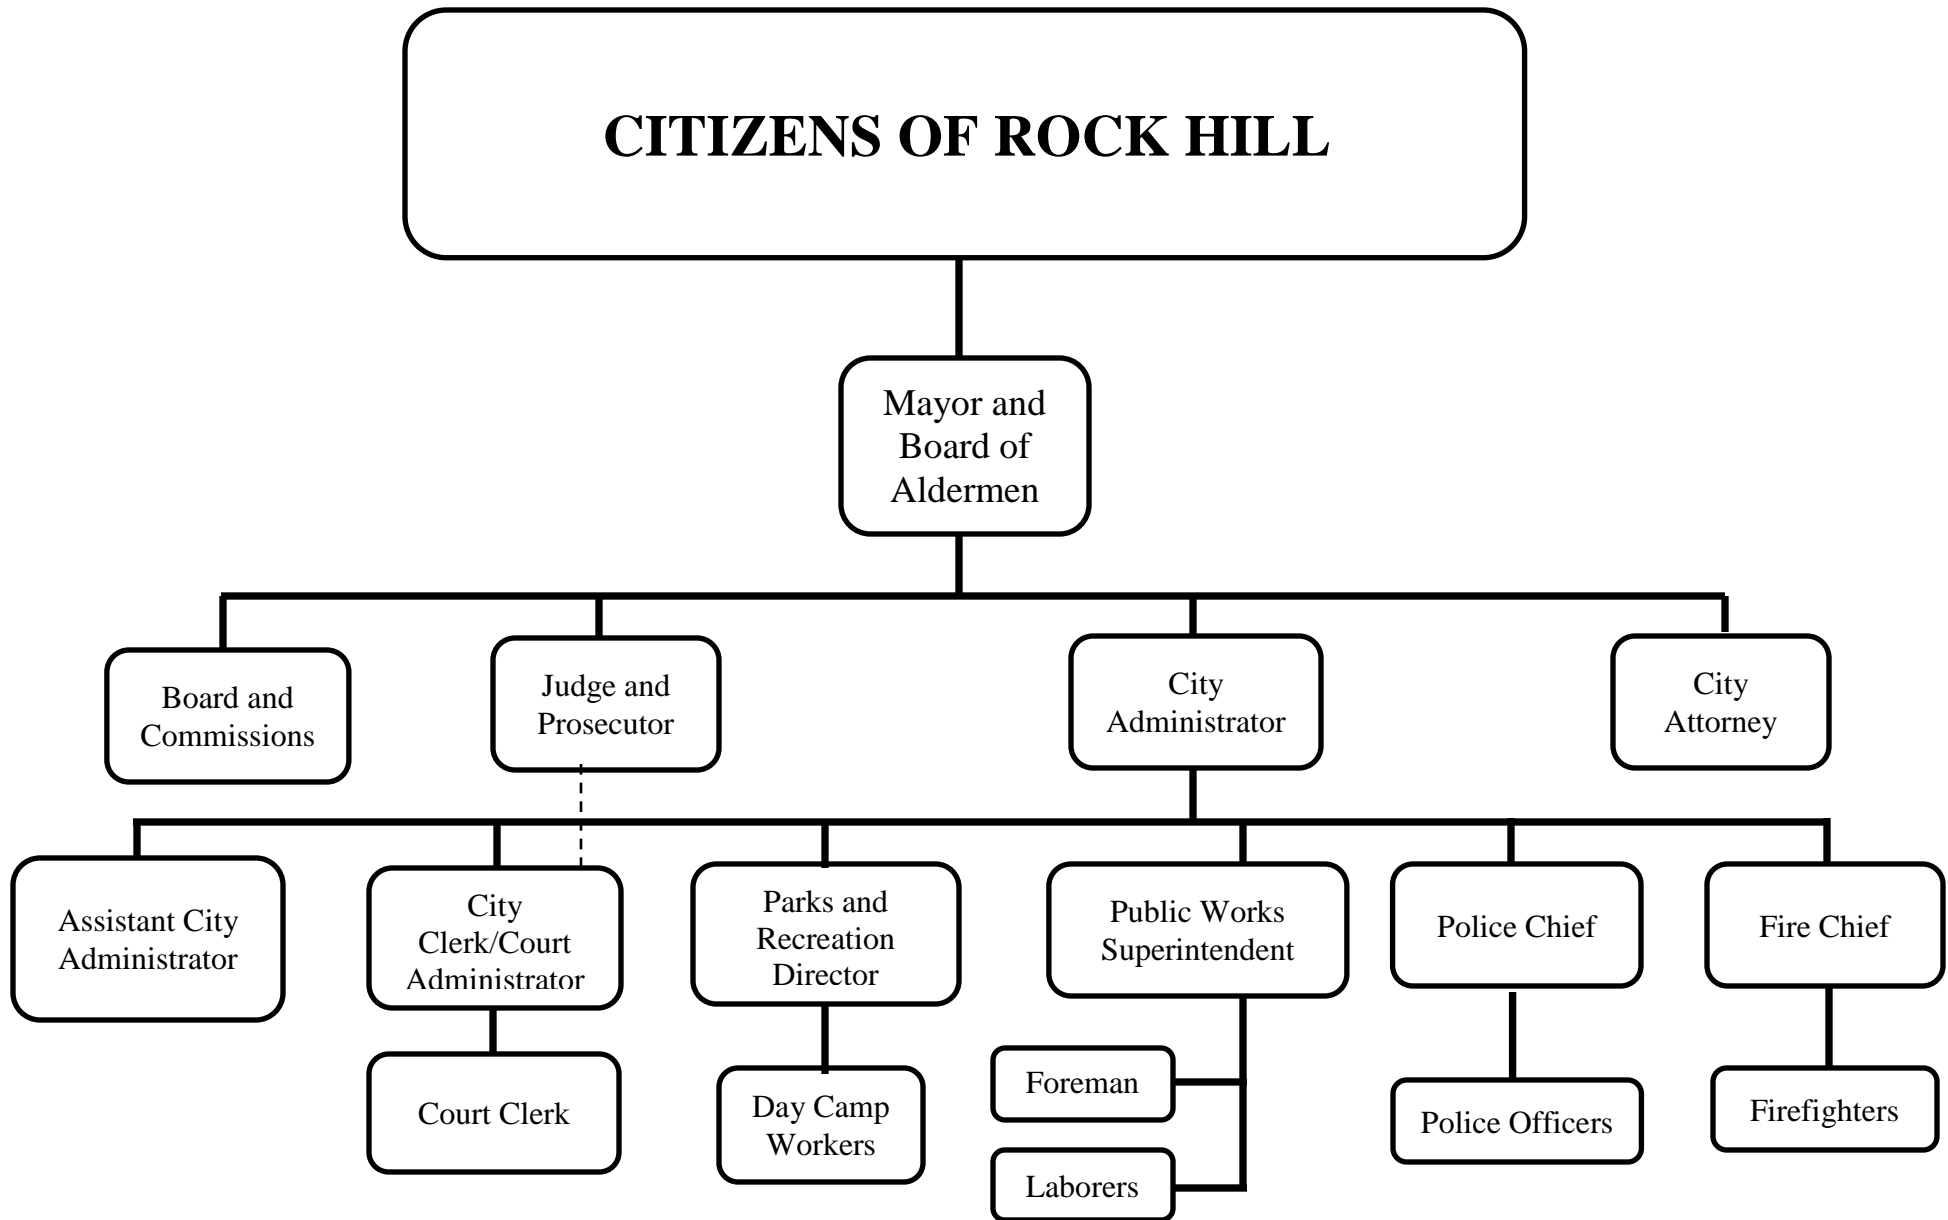 CITIZENS OF ROCK HILL
Mayor and
Board of
Aldermen
Board and
Commissions
Judge and
Prosecutor
City
Administrator
City
Attorney
Assistant City
Administrator
City
Clerk/Court
Administrator
Parks and
Recreation
Director
Public Works
Superintendent
Police Chief
Fire Chief
Court Clerk
Day Camp
Workers
Foreman
Laborers
Police Officers
Firefighters